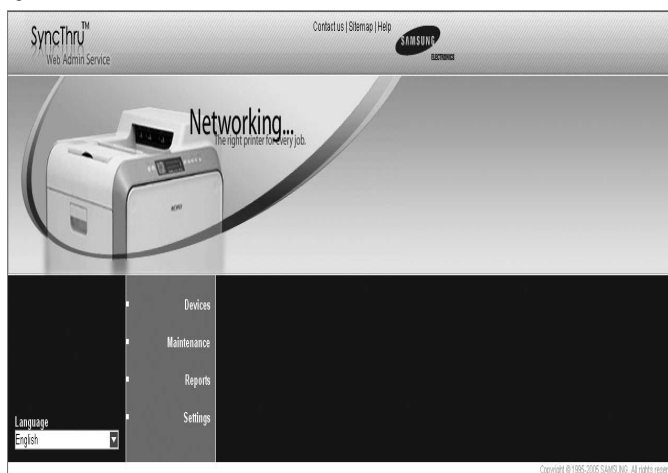 SyncThru™
Web Admin Service
Contact us | Sitemap | Help
SAMSUNG
ELECTRONICS
Networking...
The right printer for every job.
Devices
Maintenance
Reports
Settings
Language
English
Copyright © 1995-2005 SAMSUNG. All rights reser